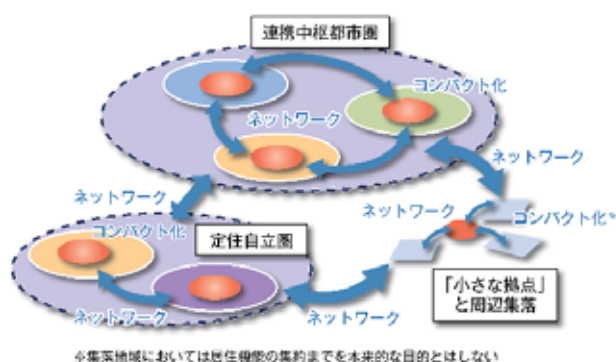 連携中枢都市圏
コンパクト化
ネットワーク
ネットワーク
ネットワーク
ネットワーク
コンパクト化※
コンパクト化
定住自立圏
「小さな拠点」
と周辺集落
ネットワーク
ネットワーク
※集落地域においては居住機能の集約までを本来的な目的とはしない